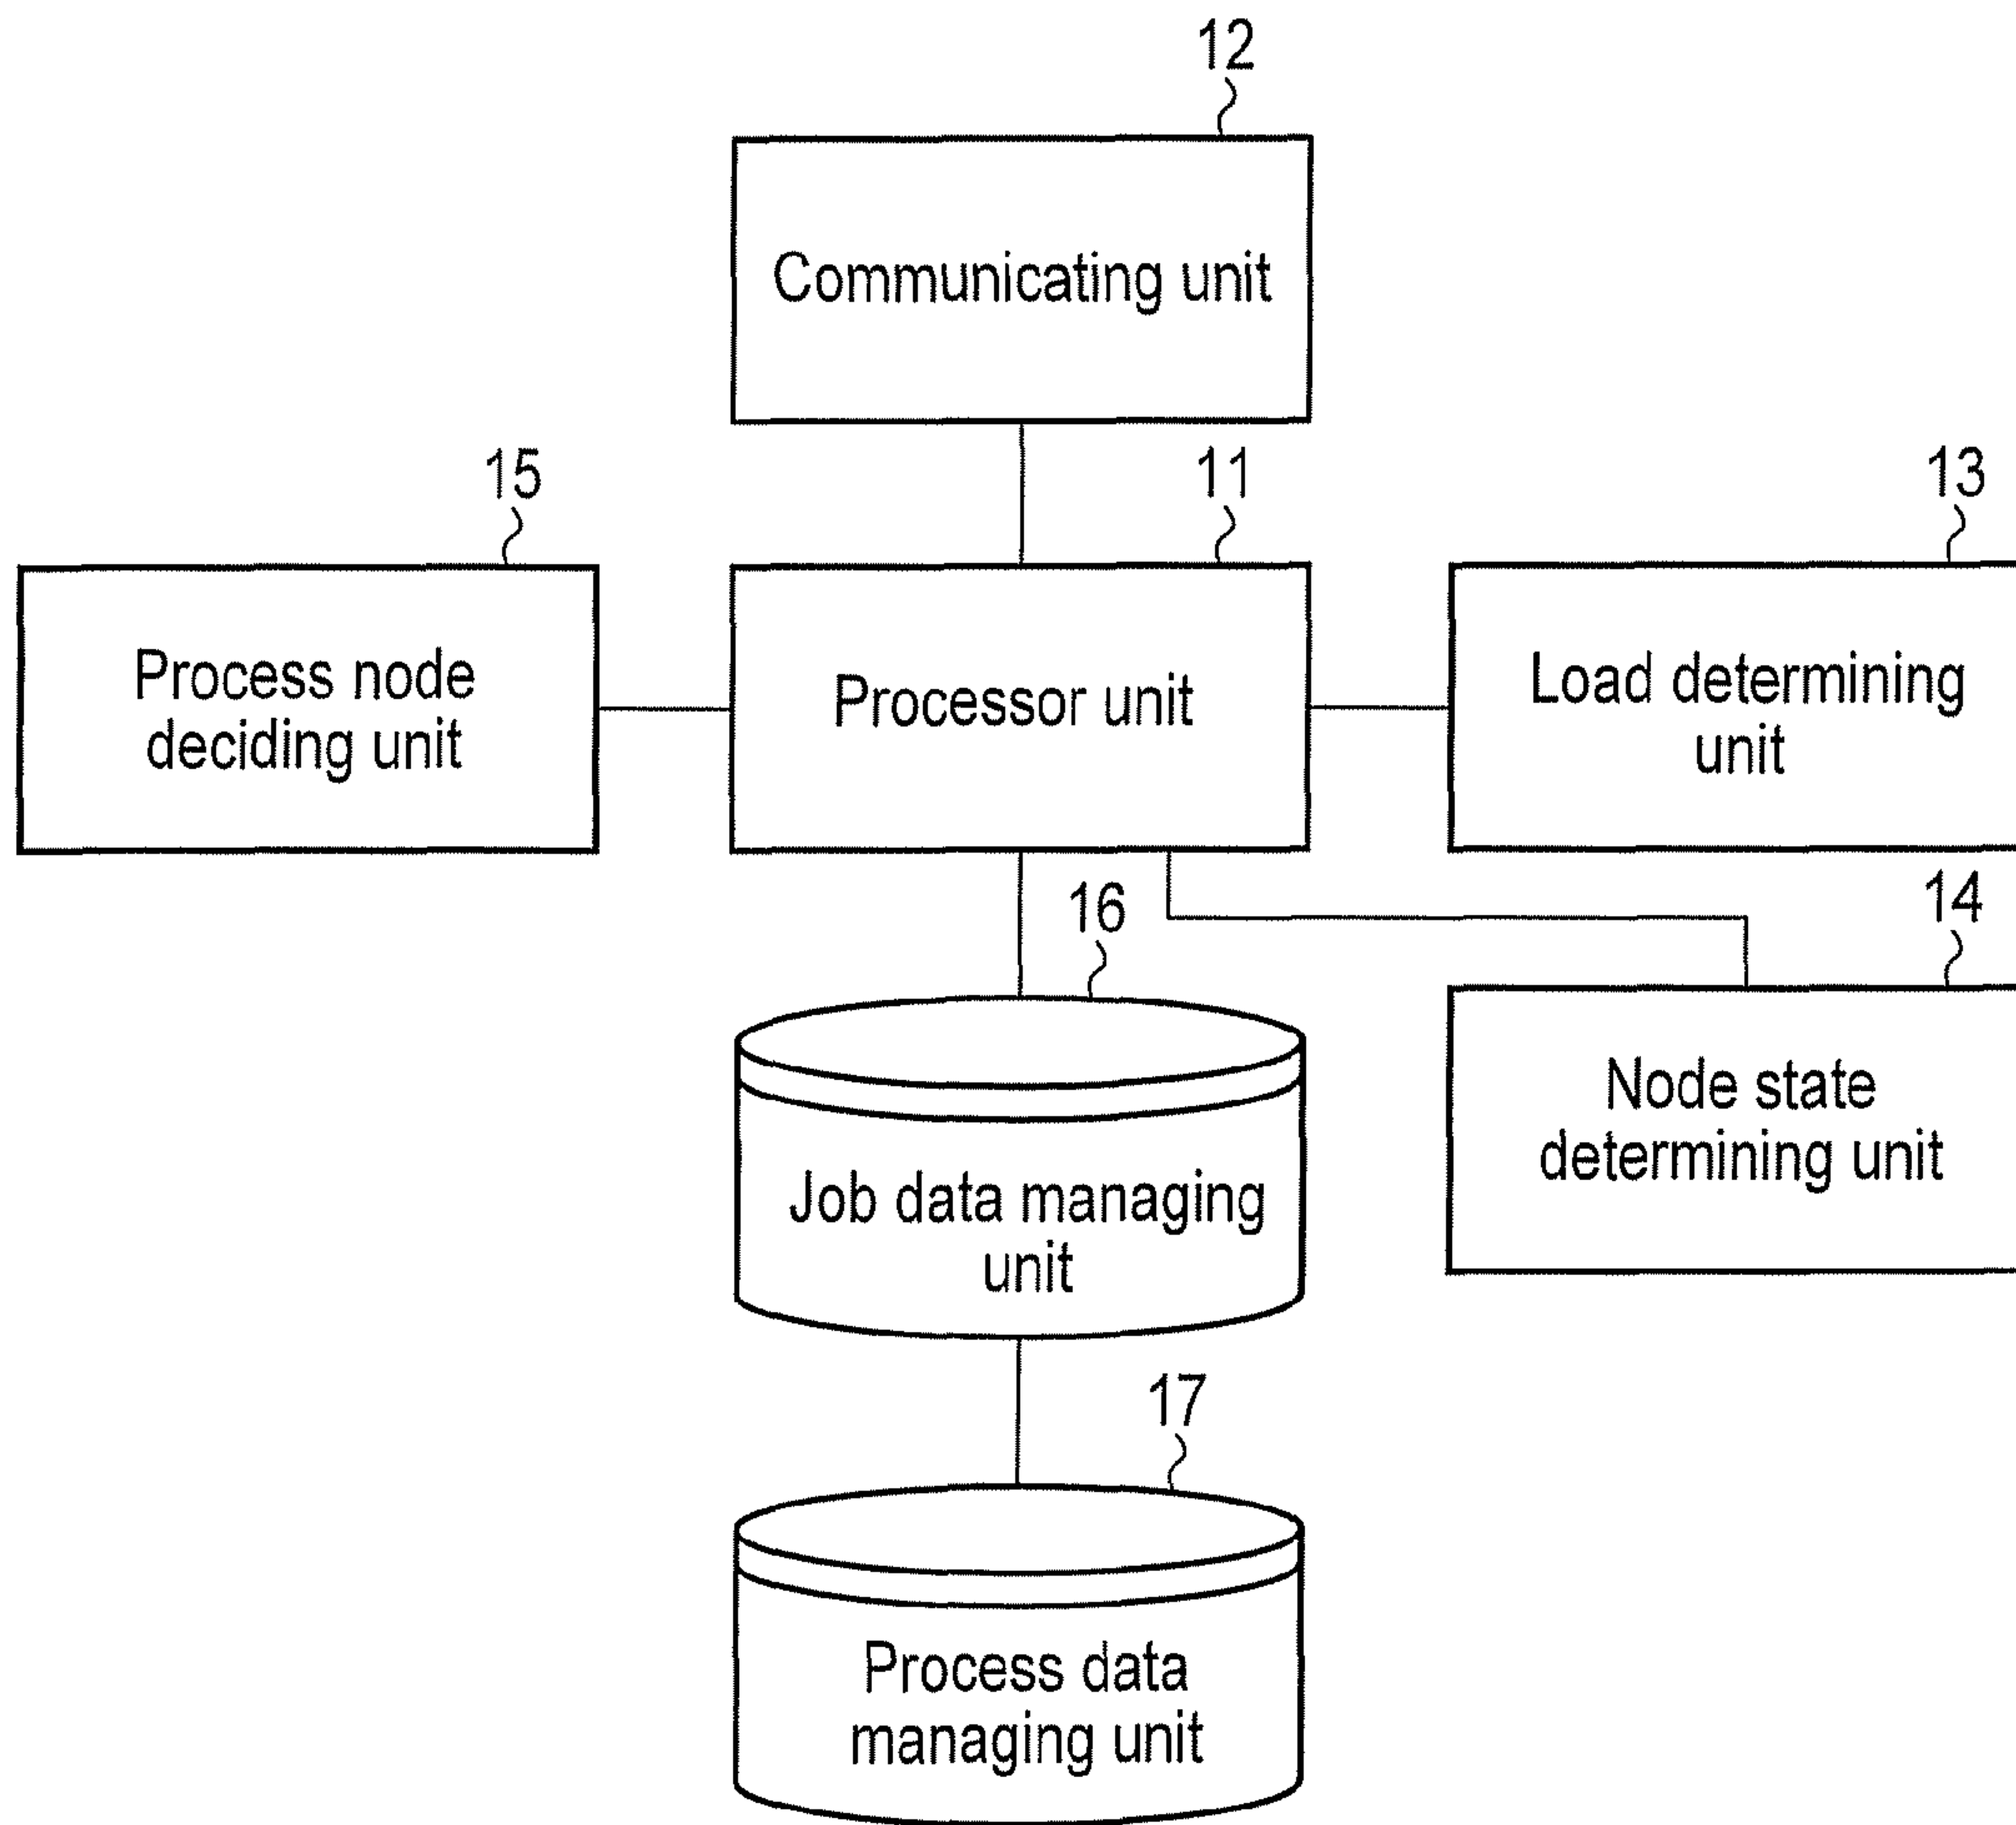 12
Communicating unit
15
11
13
Process node
deciding unit
Processor unit
Load determining
unit
16
14
Job data managing
unit
Node state
determining unit
17
Process data
managing unit